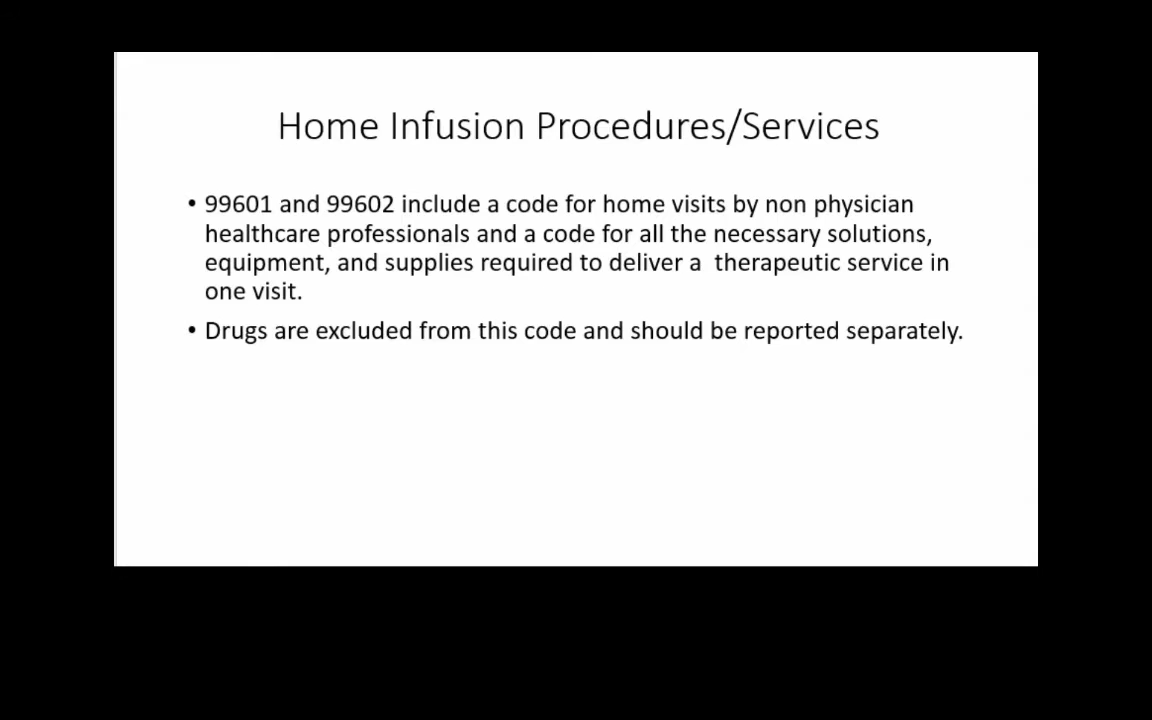 Home Infusion Procedures/Services
• 99601 and 99602 include a code for home visits by non physician
healthcare professionals and a code for all the necessary solutions,
equipment, and supplies required to deliver a  therapeutic service in
one visit.
• Drugs are excluded from this code and should be reported separately.